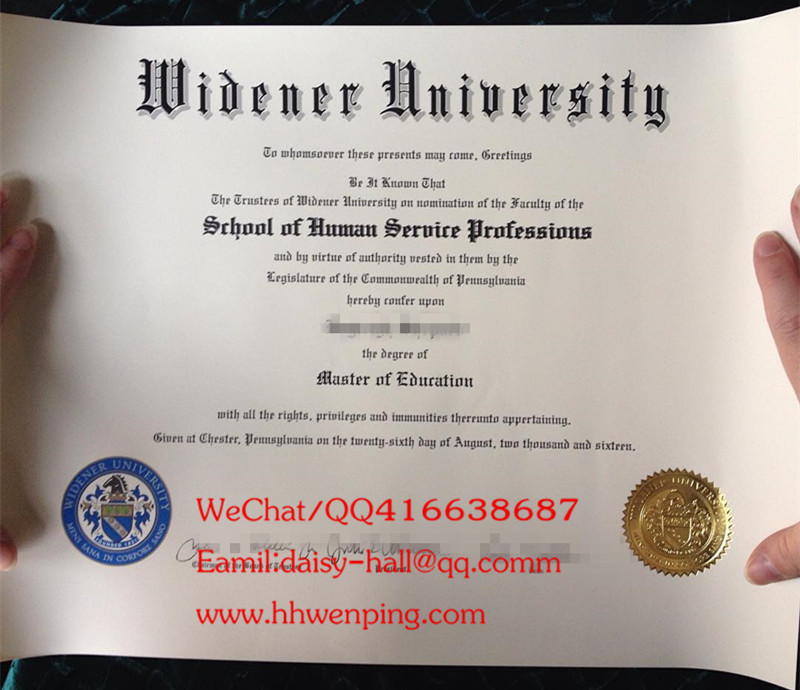 Widener University
To whomsoever these presents may come, Greetings
Be It Known That
The Trustees of Widener University on nomination of the Faculty of the
School of Human Service Professions
and by virtue of authority vested in them by the
Legislature of the Commonwealth of Pennsylvania
hereby confer upon
the degree of
Master of Education
with all the rights, privileges and immunities thereunto appertaining.
Given at Chester, Pennsylvania on the twenty-sixth day of August, two thousand and sixteen.
WIDENER UNIVERSITY
MENS SANA IN CORPORE SANO
WeChat/QQ416638687
Eamil:daisy-hall@qq.comm
www.hhwenping.com